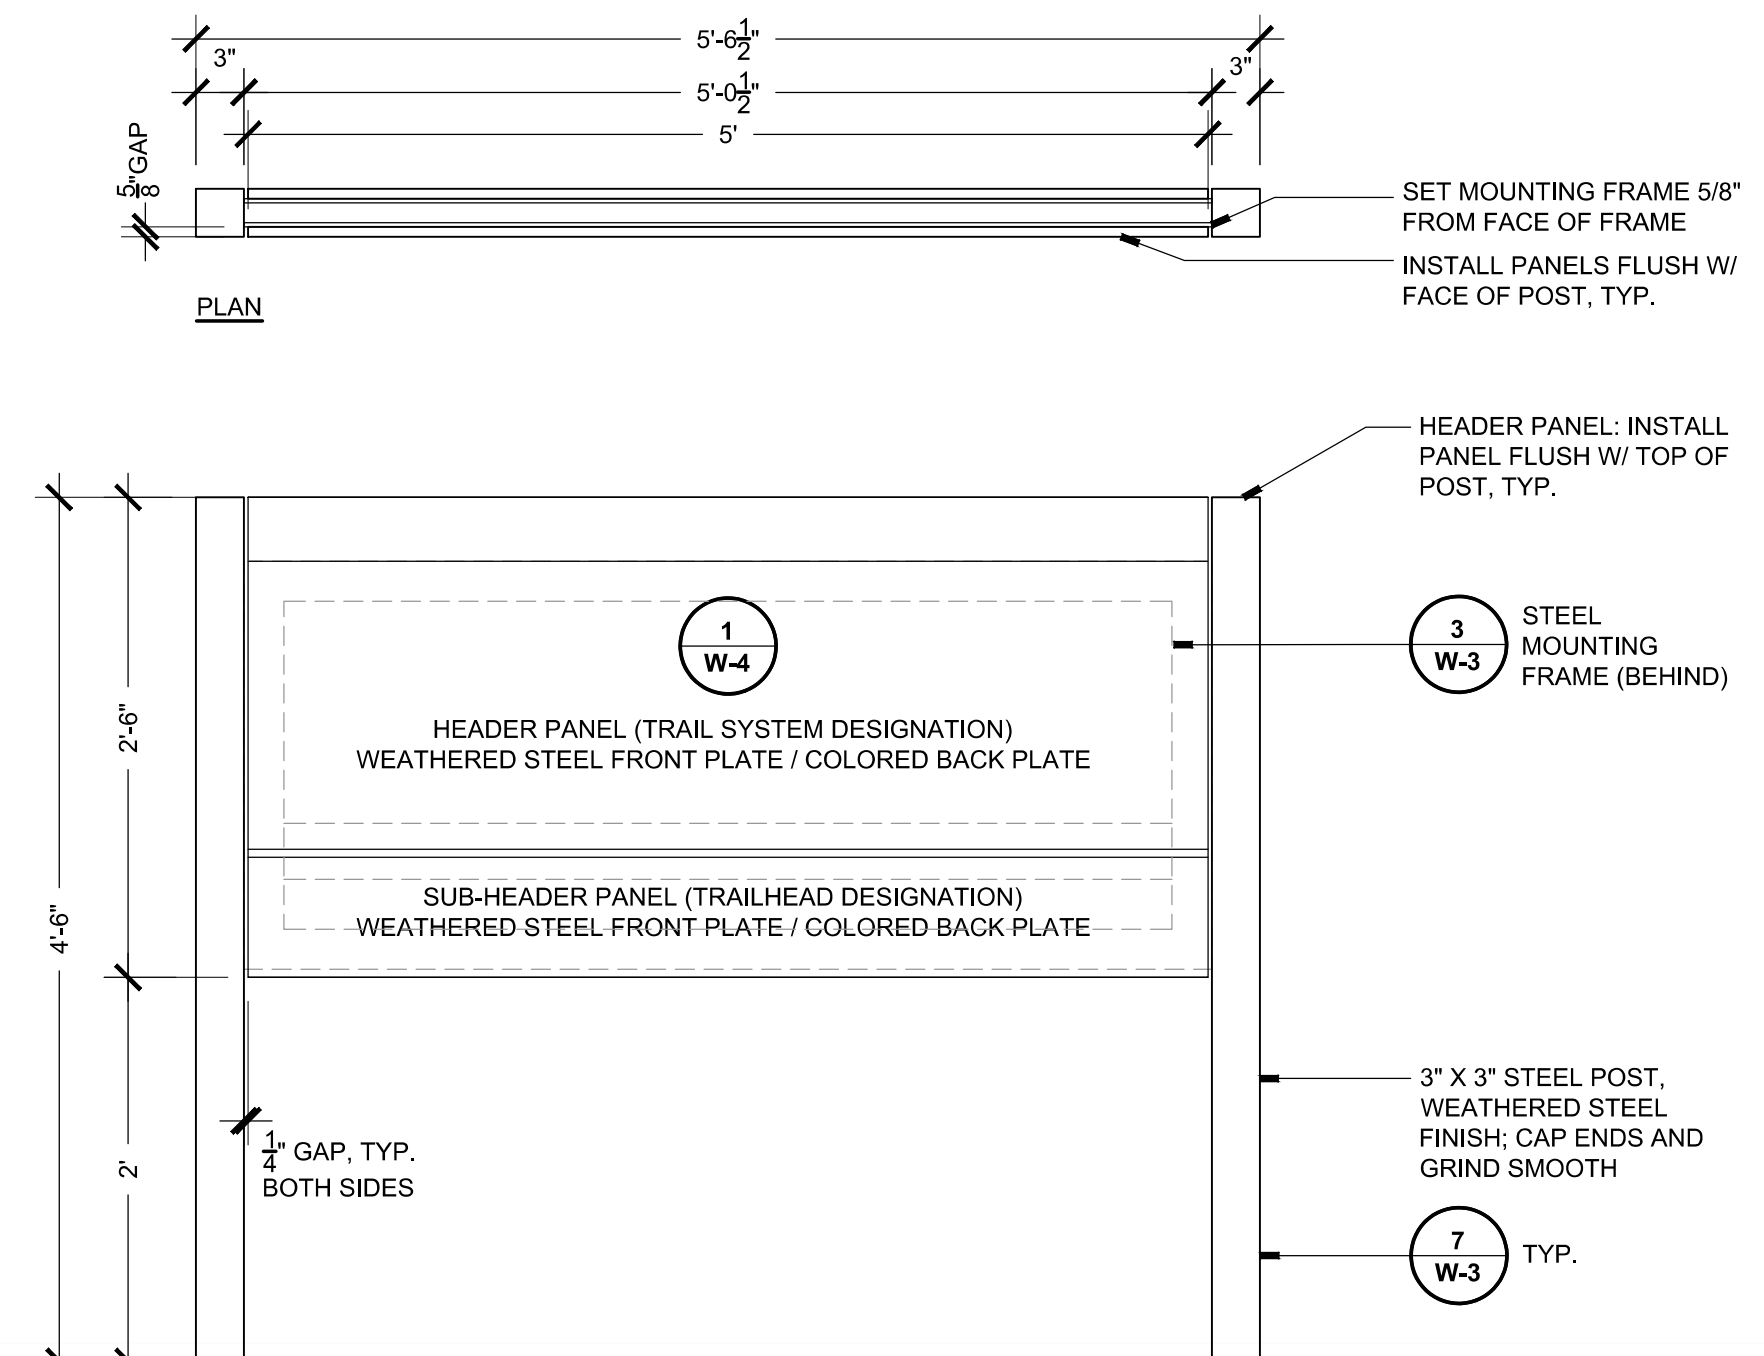 5'-6 1/2"
3"
3"
5'-0 1/2"
5'
5/8" GAP
SET MOUNTING FRAME 5/8"
FROM FACE OF FRAME
INSTALL PANELS FLUSH W/
FACE OF POST, TYP.
PLAN
HEADER PANEL: INSTALL
PANEL FLUSH W/ TOP OF
POST, TYP.
1
W-4
3
W-3
STEEL
MOUNTING
FRAME (BEHIND)
2'-6"
HEADER PANEL (TRAIL SYSTEM DESIGNATION)
WEATHERED STEEL FRONT PLATE / COLORED BACK PLATE
SUB-HEADER PANEL (TRAILHEAD DESIGNATION)
WEATHERED STEEL FRONT PLATE / COLORED BACK PLATE
4'-6"
2'
1/4" GAP, TYP.
BOTH SIDES
3" X 3" STEEL POST,
WEATHERED STEEL
FINISH; CAP ENDS AND
GRIND SMOOTH
7
W-3
TYP.